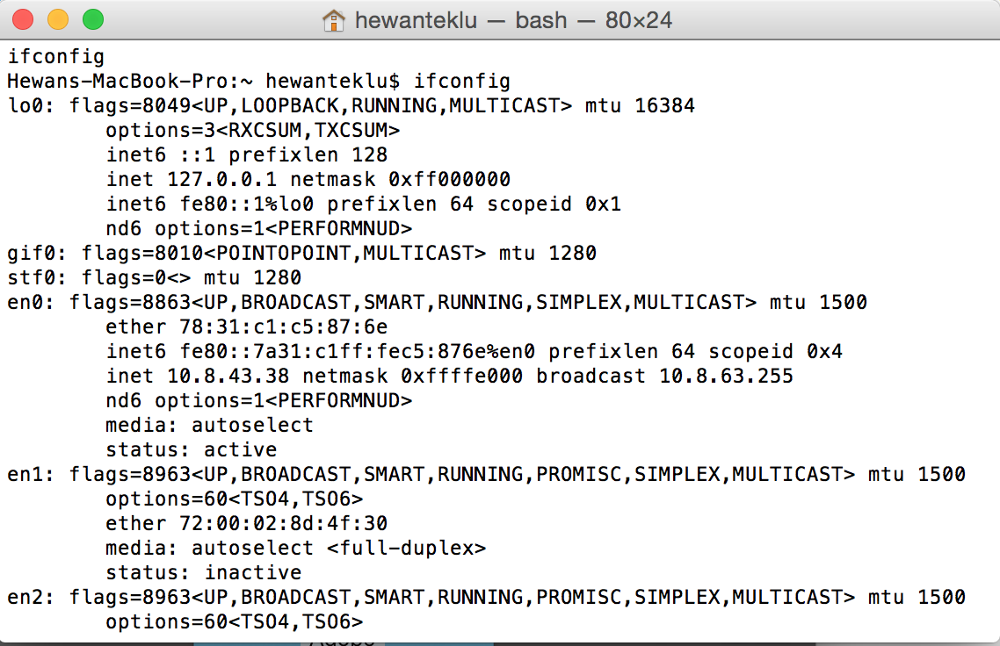 hewanteklu — bash — 80×24
ifconfig
Hewans-MacBook-Pro:~ hewanteklu$ ifconfig
lo0: flags=8049<UP,LOOPBACK,RUNNING,MULTICAST> mtu 16384
	options=3<RXCSUM,TXCSUM>
	inet6 ::1 prefixlen 128
	inet 127.0.0.1 netmask 0xff000000
	inet6 fe80::1%lo0 prefixlen 64 scopeid 0x1
	nd6 options=1<PERFORMNUD>
gif0: flags=8010<POINTOPOINT,MULTICAST> mtu 1280
stf0: flags=0<> mtu 1280
en0: flags=8863<UP,BROADCAST,SMART,RUNNING,SIMPLEX,MULTICAST> mtu 1500
	ether 78:31:c1:c5:87:6e
	inet6 fe80::7a31:c1ff:fec5:876e%en0 prefixlen 64 scopeid 0x4
	inet 10.8.43.38 netmask 0xffffe000 broadcast 10.8.63.255
	nd6 options=1<PERFORMNUD>
	media: autoselect
	status: active
en1: flags=8963<UP,BROADCAST,SMART,RUNNING,PROMISC,SIMPLEX,MULTICAST> mtu 1500
	options=60<TSO4,TSO6>
	ether 72:00:02:8d:4f:30
	media: autoselect <full-duplex>
	status: inactive
en2: flags=8963<UP,BROADCAST,SMART,RUNNING,PROMISC,SIMPLEX,MULTICAST> mtu 1500
	options=60<TSO4,TSO6>